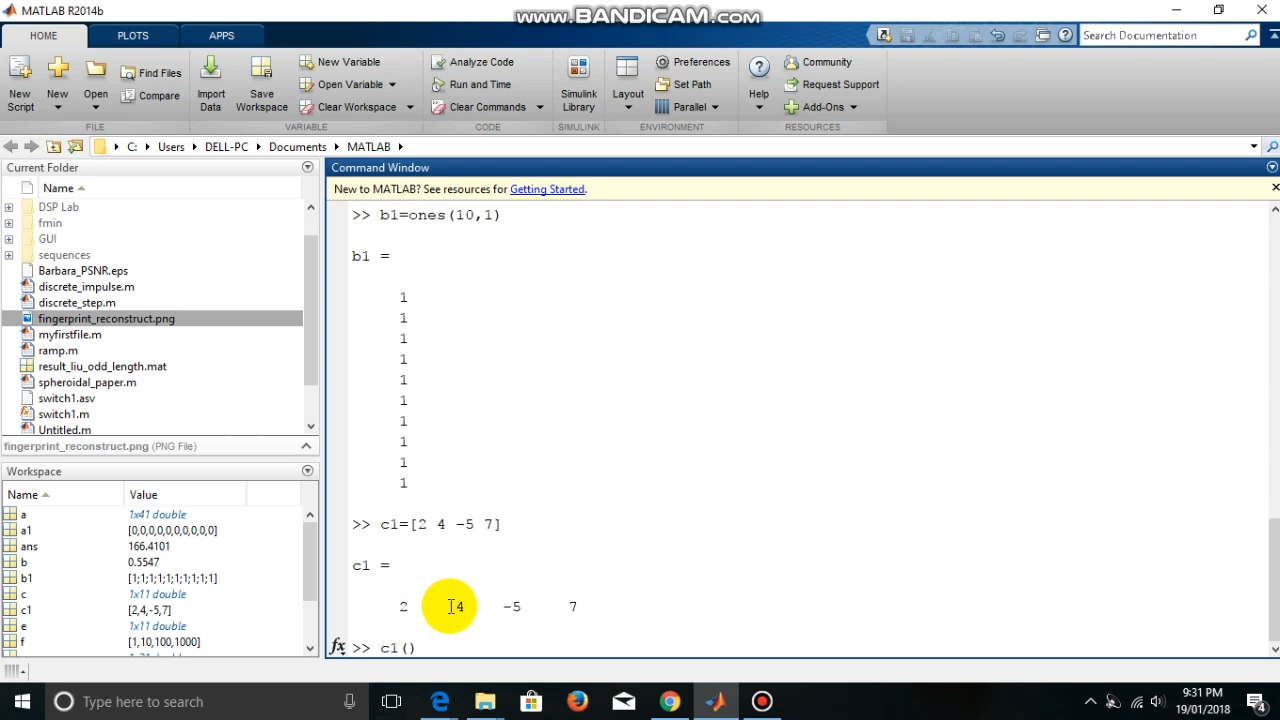 MATLAB R2014b
www.BANDICAM.com
HOME
PLOTS
APPS
Search Documentation
New Script
New
Open
Find Files
Compare
Import Data
Save Workspace
New Variable
Open Variable
Clear Workspace
Analyze Code
Run and Time
Clear Commands
Simulink Library
Layout
Preferences
Set Path
Parallel
Help
Community
Request Support
Add-Ons
FILE
VARIABLE
CODE
SIMULINK
ENVIRONMENT
RESOURCES
C: Users DELL-PC Documents MATLAB
Current Folder
Name
DSP Lab
fmin
GUI
sequences
Barbara_PSNR.eps
discrete_impulse.m
discrete_step.m
fingerprint_reconstruct.png
myfirstfile.m
ramp.m
result_liu_odd_length.mat
spheroidal_paper.m
switch1.asv
switch1.m
Untitled.m
fingerprint_reconstruct.png (PNG File)
Workspace
Name Value
a 1x41 double
a1 [0,0,0,0,0,0,0,0,0,0]
ans 166.4101
b 0.5547
b1 [1;1;1;1;1;1;1;1;1;1]
c 1x11 double
c1 [2,4,-5,7]
e 1x11 double
f [1,10,100,1000]
Command Window
New to MATLAB? See resources for Getting Started.
>> b1=ones(10,1)
b1 =
1
1
1
1
1
1
1
1
1
1
>> c1=[2 4 -5 7]
c1 =
2 4 -5 7
fx >> c1()
Type here to search
9:31 PM
19/01/2018
4